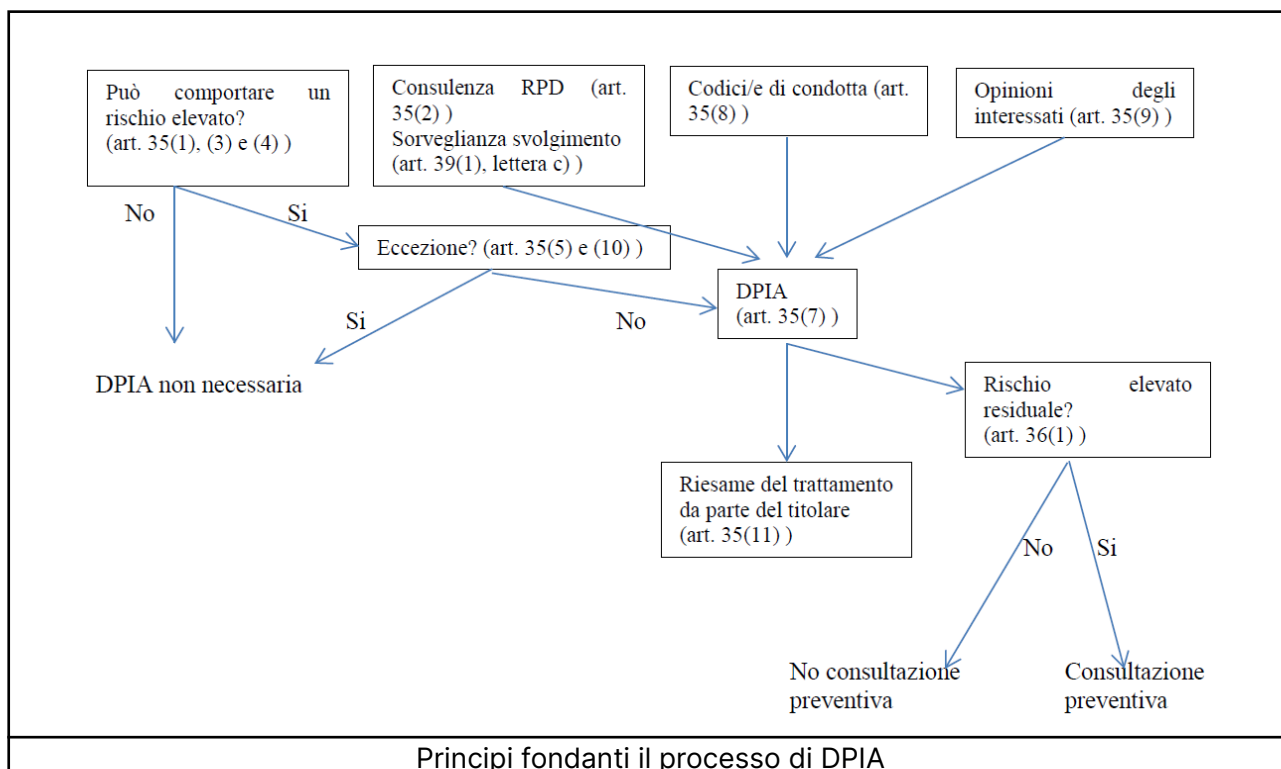 Può comportare un
rischio elevato?
(art. 35(1), (3) e (4) )
Consulenza RPD (art.
35(2) )
Sorveglianza svolgimento
(art. 39(1), lettera c) )
Codici/e di condotta (art.
35(8) )
Opinioni degli
interessati (art. 35(9) )
No
Si
Eccezione? (art. 35(5) e (10) )
DPIA
(art. 35(7) )
Si
No
DPIA non necessaria
Rischio elevato
residuale?
(art. 36(1) )
Riesame del trattamento
da parte del titolare
(art. 35(11) )
No
Si
No consultazione
preventiva
Consultazione
preventiva
Principi fondanti il processo di DPIA